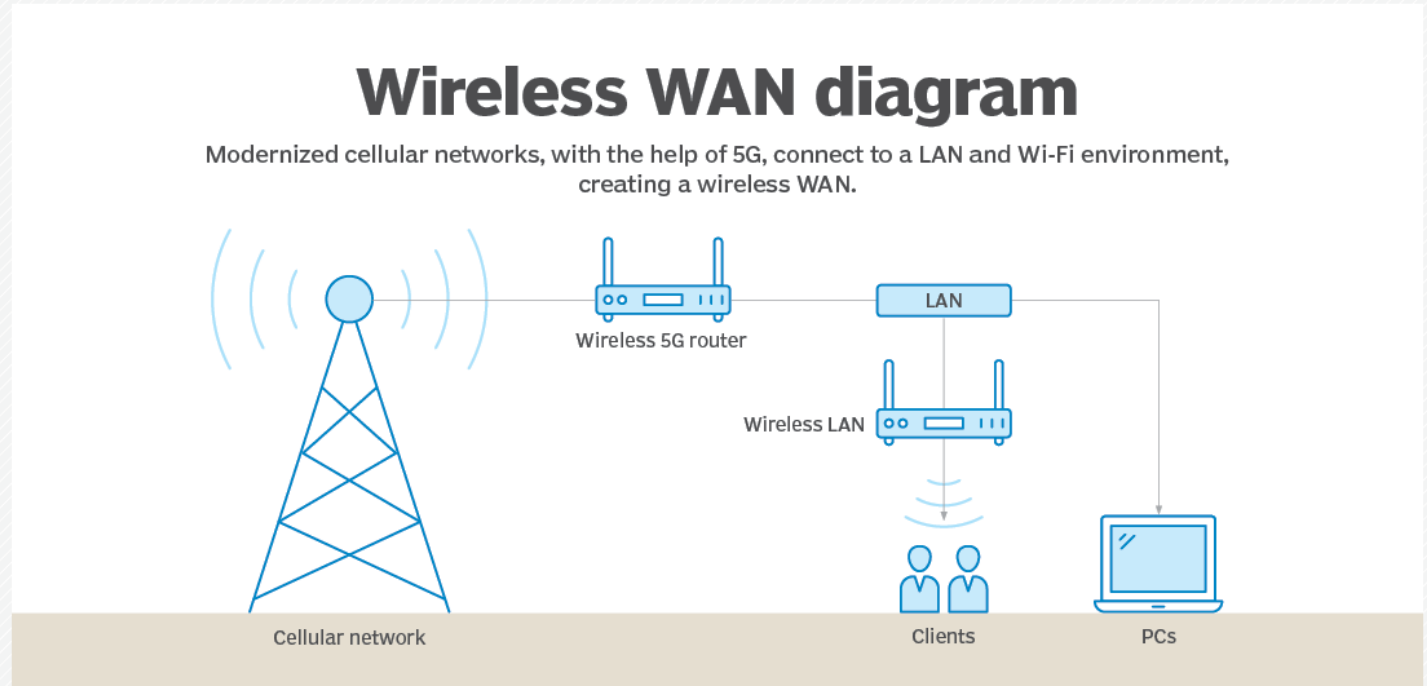 Wireless WAN diagram
Modernized cellular networks, with the help of 5G, connect to a LAN and Wi-Fi environment,
creating a wireless WAN.
LAN
Wireless 5G router
Wireless LAN
Cellular network
Clients
PCs